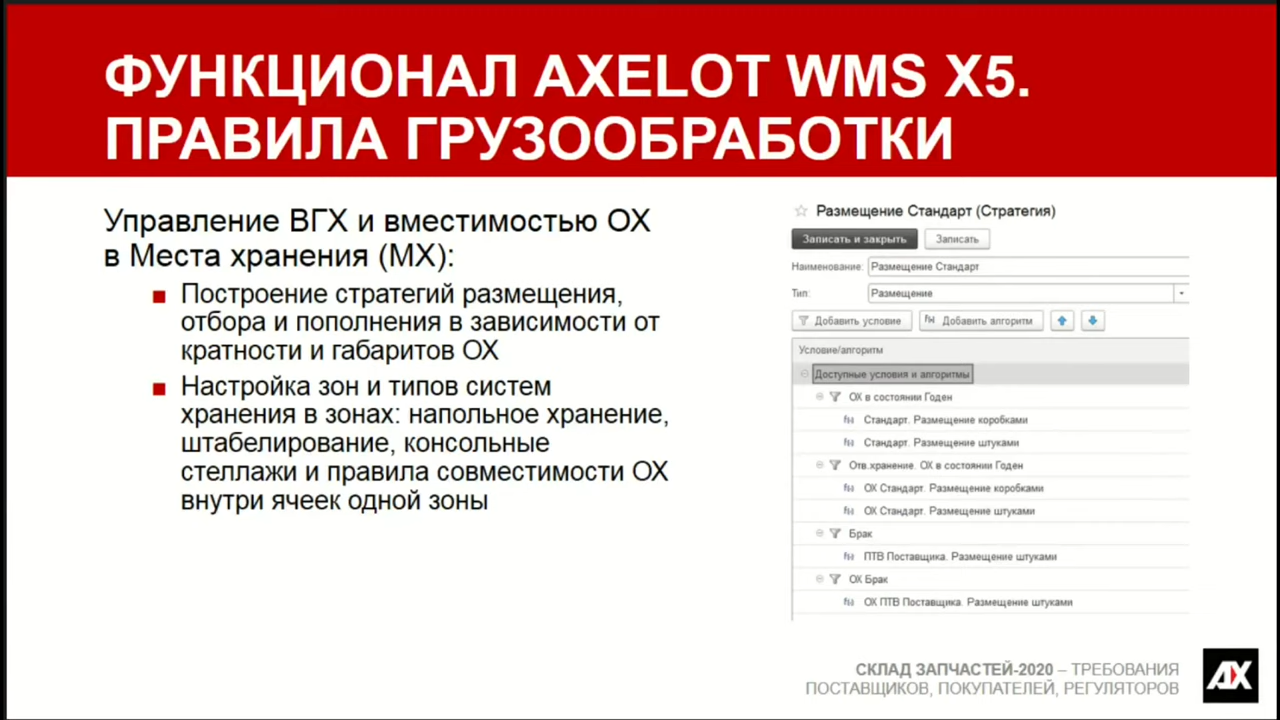 ФУНКЦИОНАЛ AXELOT WMS X5.
ПРАВИЛА ГРУЗООБРАБОТКИ
Управление ВГХ и вместимостью ОХ
в Места хранения (МХ):
Построение стратегий размещения,
отбора и пополнения в зависимости от
кратности и габаритов ОХ
Настройка зон и типов систем
хранения в зонах: напольное хранение,
штабелирование, консольные
стеллажи и правила совместимости ОХ
внутри ячеек одной зоны
Размещение Стандарт (Стратегия)
Записать и закрыть Записать
Наименование: Размещение Стандарт
Тип: Размещение
Добавить условие Добавить алгоритм
Условие/алгоритм
Доступные условия и алгоритмы
ОХ в состоянии Годен
Стандарт. Размещение коробками
Стандарт. Размещение штуками
Отв.хранение. ОХ в состоянии Годен
ОХ Стандарт. Размещение коробками
ОХ Стандарт. Размещение штуками
Брак
ПТВ Поставщика. Размещение штуками
ОХ Брак
ОХ ПТВ Поставщика. Размещение штуками
СКЛАД ЗАПЧАСТЕЙ-2020 – ТРЕБОВАНИЯ
ПОСТАВЩИКОВ, ПОКУПАТЕЛЕЙ, РЕГУЛЯТОРОВ
AX